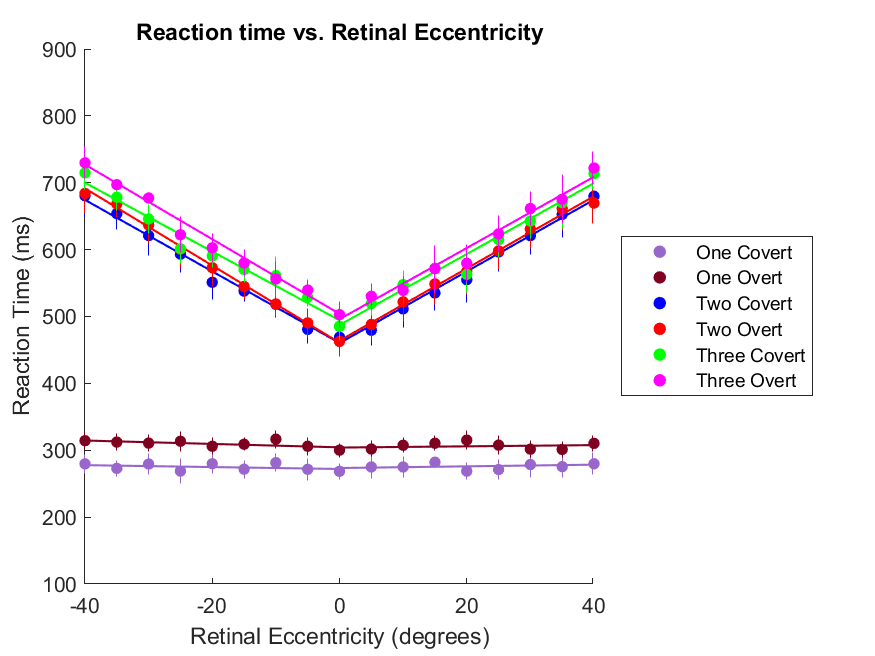 Reaction time vs. Retinal Eccentricity
900
800
700
600
500
400
300
200
100
Reaction Time (ms)
-40
-20
0
20
40
Retinal Eccentricity (degrees)
One Covert
One Overt
Two Covert
Two Overt
Three Covert
Three Overt